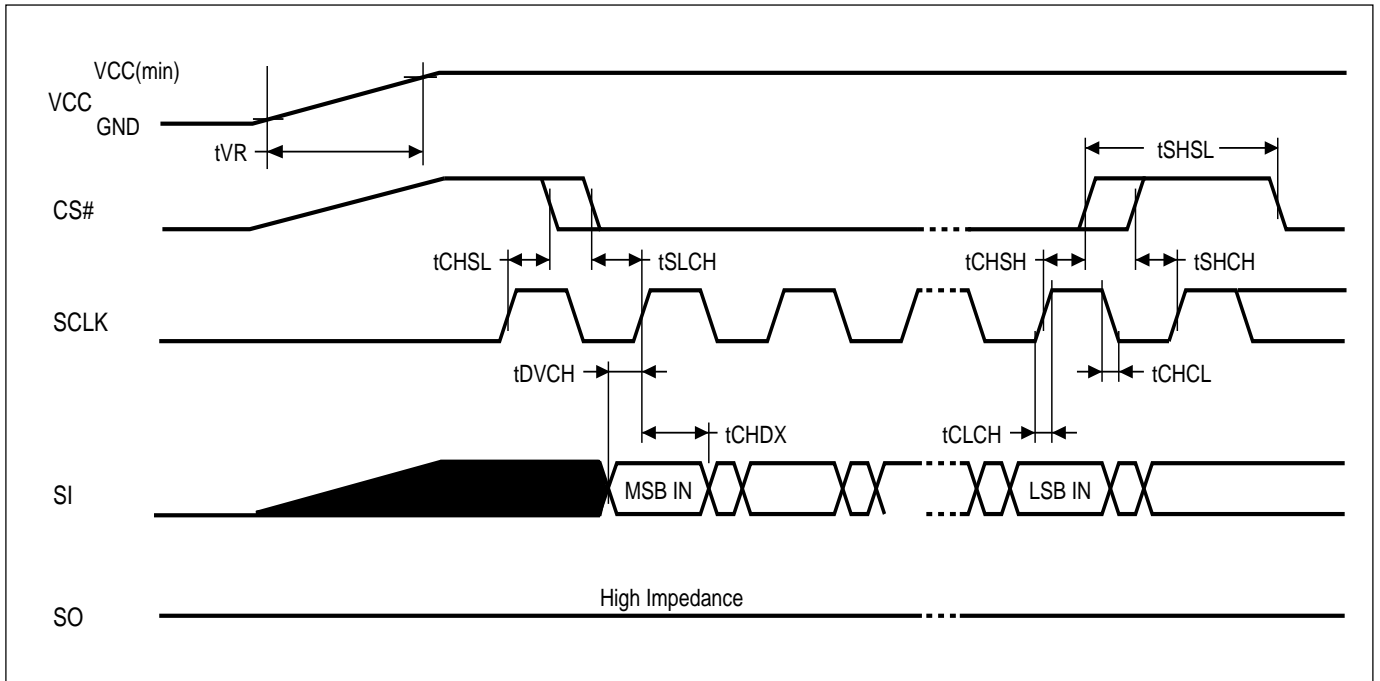 VCC(min)
VCC
GND
tVR
tSHSL
CS#
tCHSL
tSLCH
tCHSH
tSHCH
SCLK
tDVCH
tCHCL
tCHDX
tCLCH
SI
MSB IN
LSB IN
High Impedance
SO